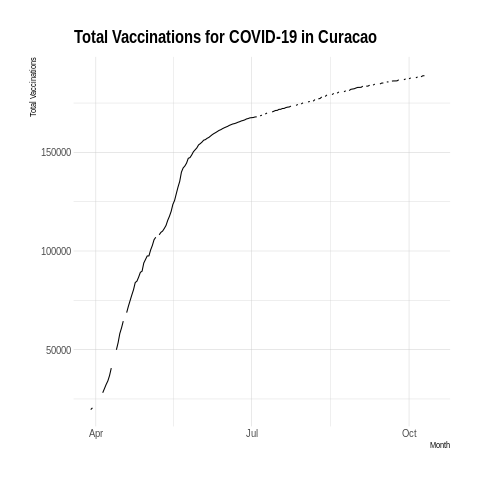 Total Vaccinations for COVID-19 in Curacao
Total Vaccinations
150000
100000
50000
Apr
Jul
Oct
Month